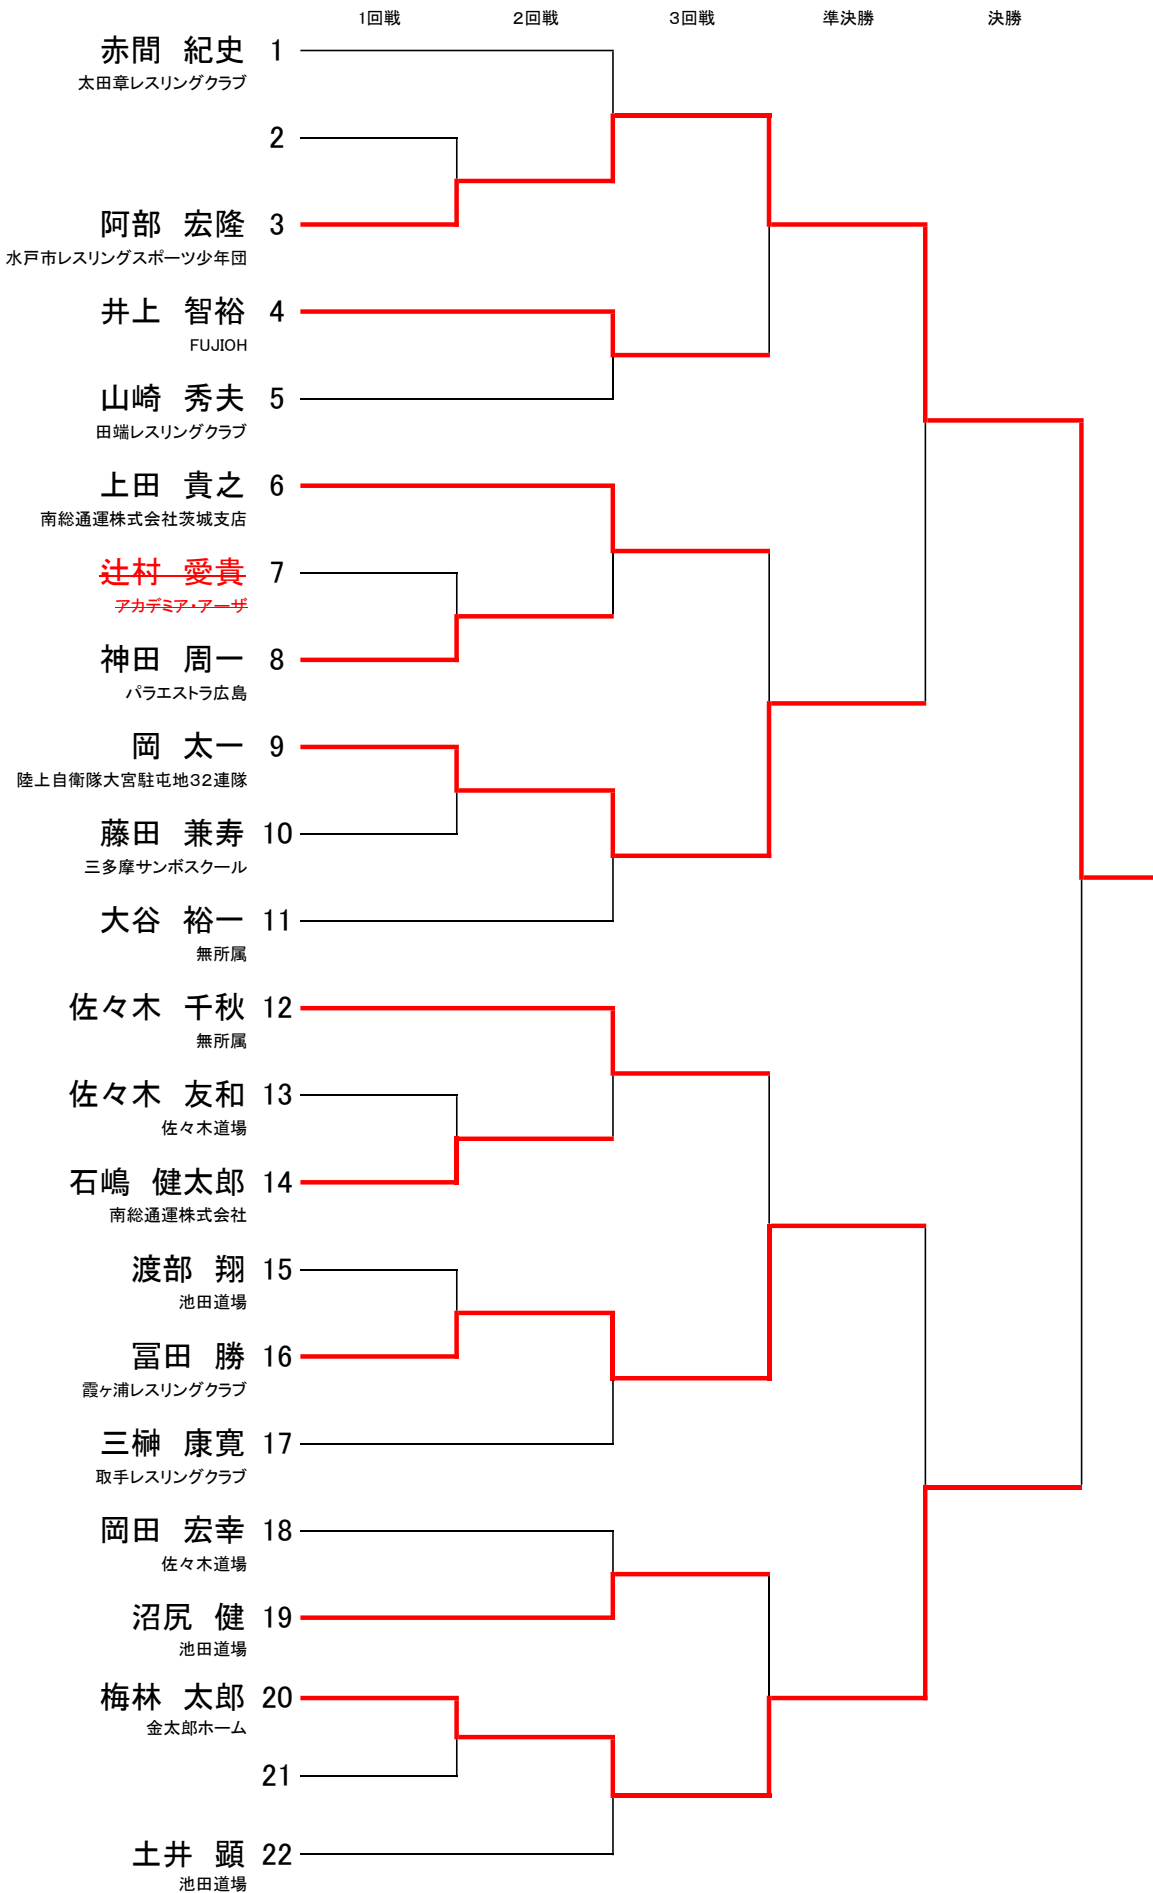 1回戦 2回戦 3回戦 準決勝 決勝
赤間 紀史 1
太田章レスリングクラブ
2
阿部 宏隆 3
水戸市レスリングスポーツ少年団
井上 智裕 4
FUJIOH
山崎 秀夫 5
田端レスリングクラブ
上田 貴之 6
南総通運株式会社茨城支店
辻村 愛貴 7
アカデミア・アーザ
神田 周一 8
パラエストラ広島
岡 太一 9
陸上自衛隊大宮駐屯地32連隊
藤田 兼寿 10
三多摩サンボスクール
大谷 裕一 11
無所属
佐々木 千秋 12
無所属
佐々木 友和 13
佐々木道場
石嶋 健太郎 14
南総通運株式会社
渡部 翔 15
池田道場
冨田 勝 16
霞ヶ浦レスリングクラブ
三榊 康寛 17
取手レスリングクラブ
岡田 宏幸 18
佐々木道場
沼尻 健 19
池田道場
梅林 太郎 20
金太郎ホーム
21
土井 顕 22
池田道場